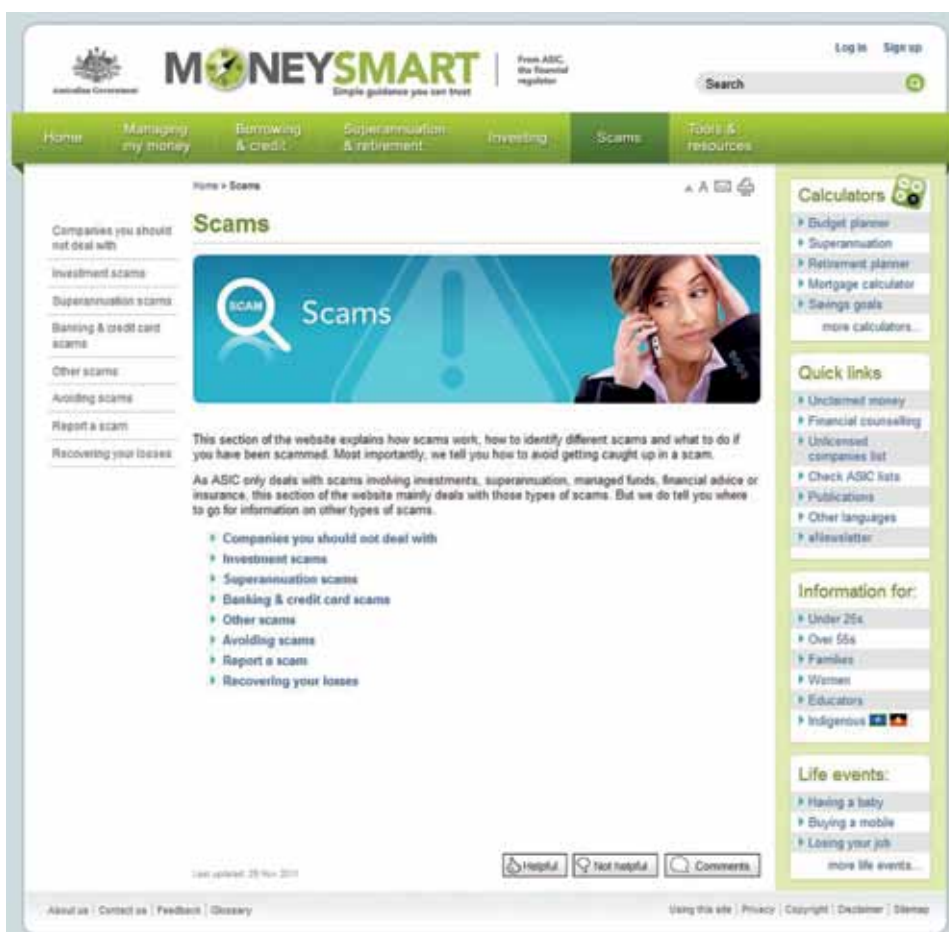 Australian Government
MONEYSMART
Simple guidance you can trust
From ASIC,
the financial
regulator
Log in Sign up
Search
Home
Managing
my money
Borrowing
& credit
Superannuation
& retirement
Investing
Scams
Tools &
resources
Home > Scams
A A
Companies you should
not deal with
Investment scams
Superannuation scams
Banking & credit card
scams
Other scams
Avoiding scams
Report a scam
Recovering your losses
Scams
SCAM
Scams
This section of the website explains how scams work, how to identify different scams and what to do if
you have been scammed. Most importantly, we tell you how to avoid getting caught up in a scam.
As ASIC only deals with scams involving investments, superannuation, managed funds, financial advice or
insurance, this section of the website mainly deals with those types of scams. But we do tell you where
to go for information on other types of scams.
Companies you should not deal with
Investment scams
Superannuation scams
Banking & credit card scams
Other scams
Avoiding scams
Report a scam
Recovering your losses
Calculators
Budget planner
Superannuation
Retirement planner
Mortgage calculator
Savings goals
more calculators...
Quick links
Unclaimed money
Financial counselling
Unlicensed
companies list
Check ASIC lists
Publications
Other languages
eNewsletter
Information for:
Under 25s
Over 55s
Families
Women
Educators
Indigenous
Life events:
Having a baby
Buying a mobile
Losing your job
more life events...
Last updated: Nov 2011
Helpful
Not helpful
Comments
About us | Contact us | Feedback | Glossary
Using this site | Privacy | Copyright | Disclaimer | Sitemap